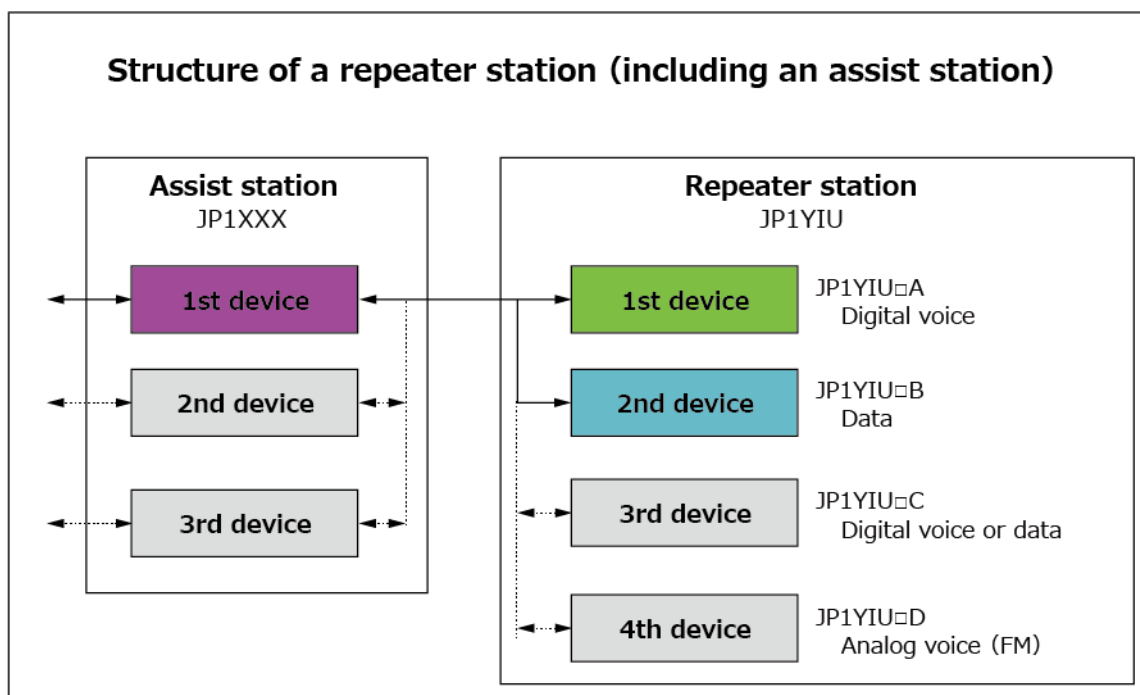 Structure of a repeater station (including an assist station)
Assist station
JP1XXX
1st device
2nd device
3rd device
Repeater station
JP1YIU
1st device
JP1YIU□A
Digital voice
2nd device
JP1YIU□B
Data
3rd device
JP1YIU□C
Digital voice or data
4th device
JP1YIU□D
Analog voice (FM)